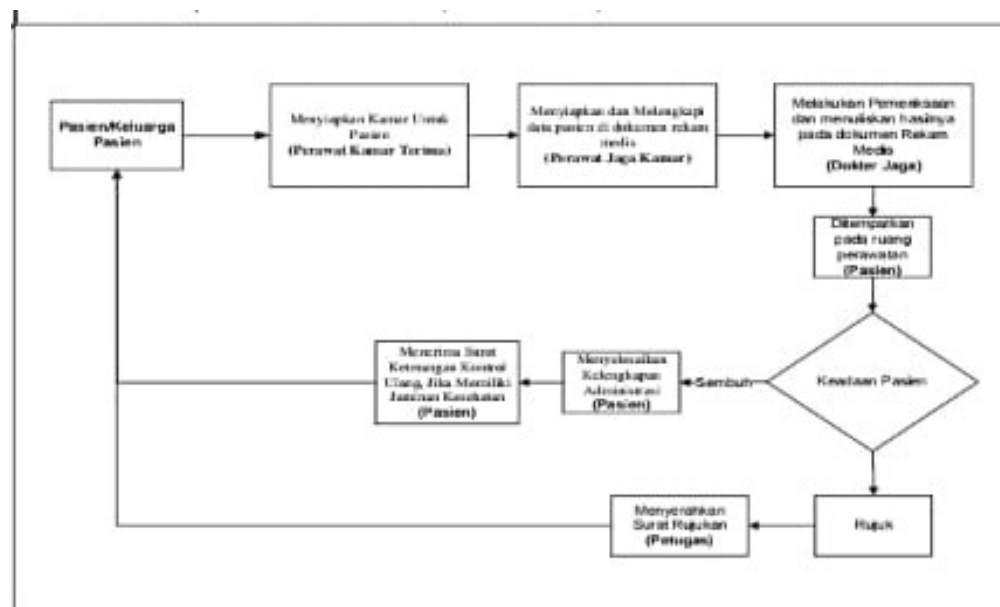 Pasien/Keluarga
Pasien
Menyiapkan Kamar Untuk
Pasien
(Perawat Kamar Terima)
Menyiapkan dan Melengkapi
data pasien di dokumen rekam
medis
(Perawat Jaga Kamar)
Melakukan Pemeriksaan
dan menuliskan hasilnya
pada dokumen Rekam
Medis
(Dokter Jaga)
Ditempatkan
pada ruang
perawatan
(Pasien)
Keadaan Pasien
Sembuh
Menyelesaikan
Kelengkapan
Administrasi
(Pasien)
Menerima Surat
Keterangan Kontrol
Ulang, Jika Memiliki
Jaminan Kesehatan
(Pasien)
Rujuk
Menyerahkan
Surat Rujukan
(Petugas)